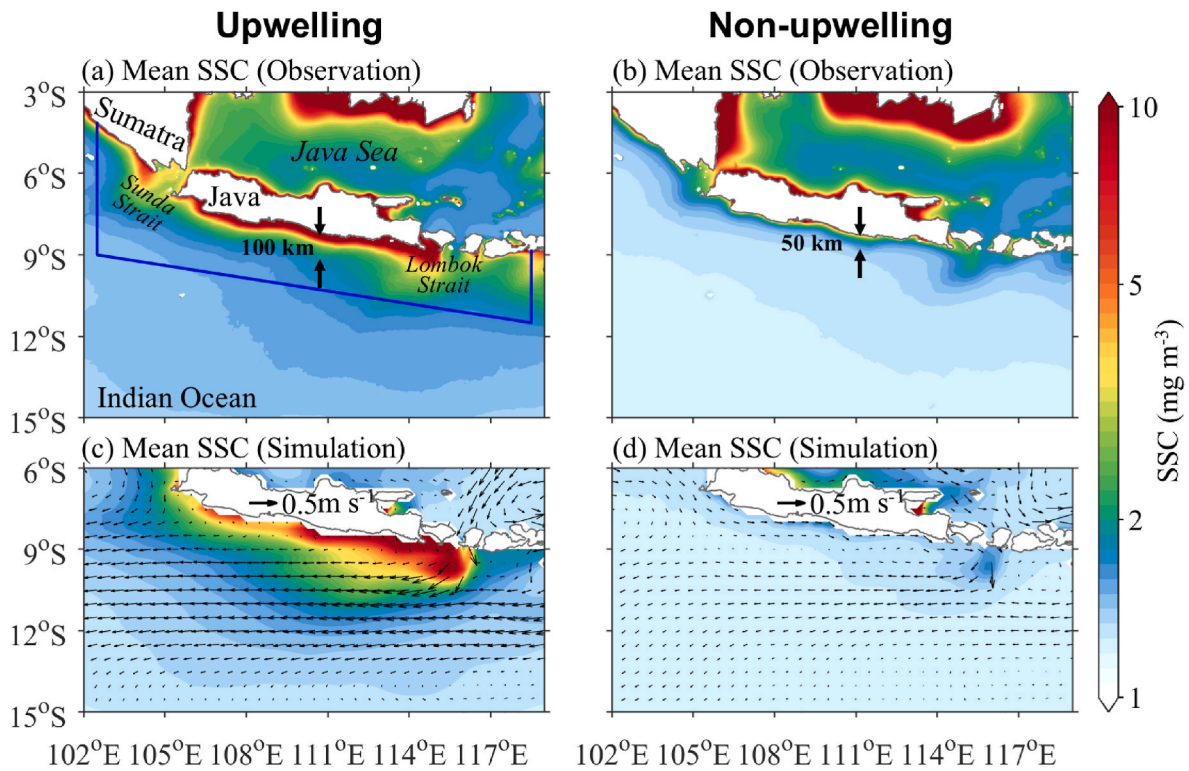 Upwelling
Non-upwelling
(a) Mean SSC (Observation)
(b) Mean SSC (Observation)
3°S
6°S
9°S
12°S
15°S
Sumatra
Java Sea
Sunda
Strait
Java
100 km
Lombok
Strait
Indian Ocean
50 km
(c) Mean SSC (Simulation)
(d) Mean SSC (Simulation)
6°S
9°S
12°S
15°S
0.5m s⁻¹
0.5m s⁻¹
102°E 105°E 108°E 111°E 114°E 117°E
102°E 105°E 108°E 111°E 114°E 117°E
10
5
2
1
SSC (mg m⁻³)